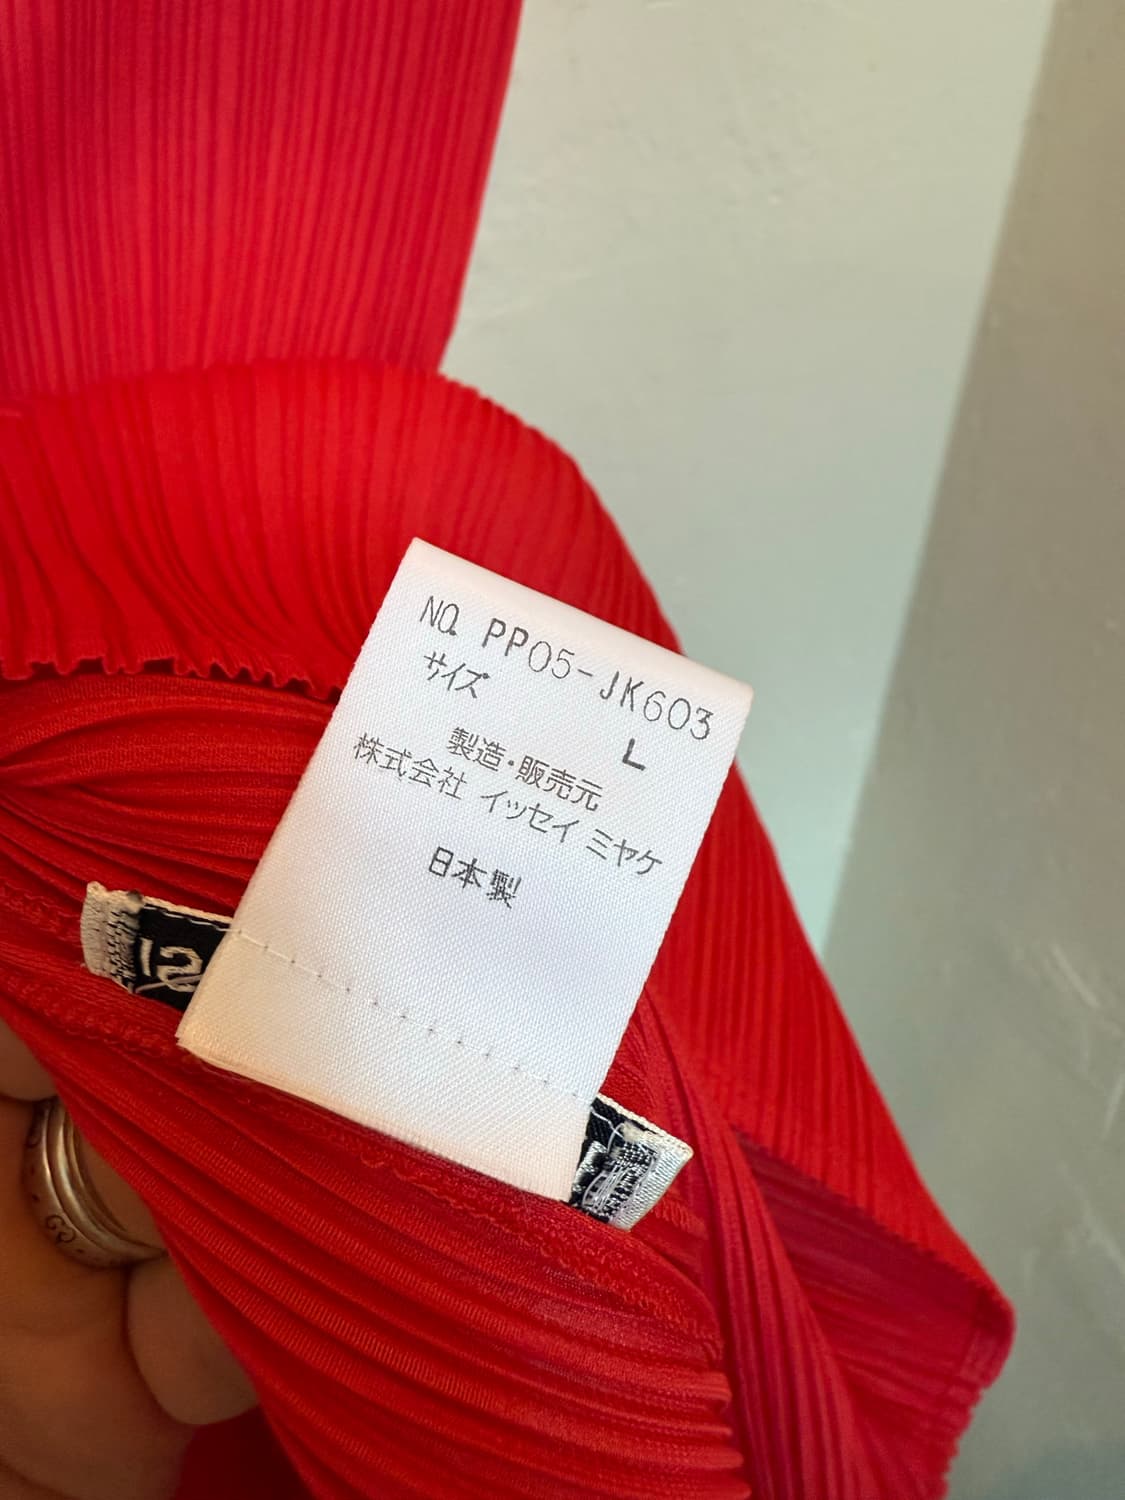 NO. PP05-JK603
サイズ
L
製造・販売元
株式会社 イッセイ ミヤケ
日本製